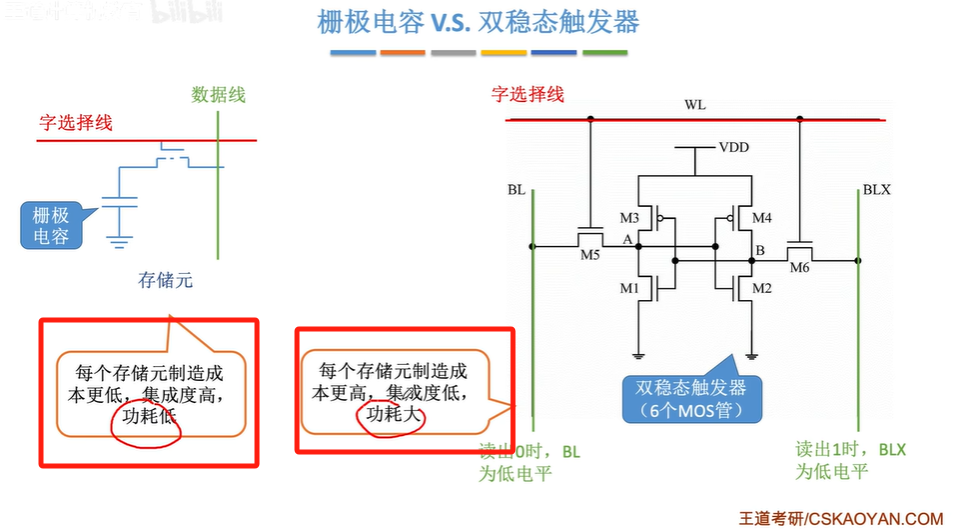 栅极电容 V.S. 双稳态触发器
bilibili
数据线
字选择线
栅极
电容
存储元
每个存储元制造成
本更低，集成度高，
功耗低
每个存储元制造成
本更高，集成度低，
功耗大
字选择线
WL
VDD
BL
BLX
M3
M4
A
B
M5
M6
M1
M2
双稳态触发器
（6个MOS管）
读出0时，BL
为低电平
读出1时，BLX
为低电平
王道考研/CSKAOYAN.COM